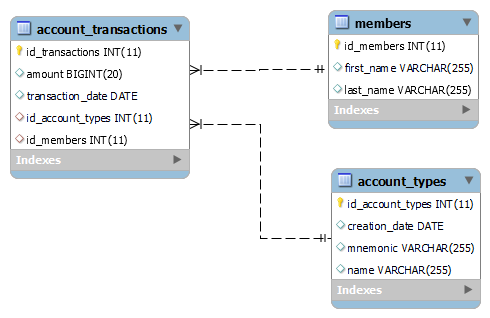 account_transactions
id_transactions INT(11)
amount BIGINT(20)
transaction_date DATE
id_account_types INT(11)
id_members INT(11)
Indexes
members
id_members INT(11)
first_name VARCHAR(255)
last_name VARCHAR(255)
Indexes
account_types
id_account_types INT(11)
creation_date DATE
mnemonic VARCHAR(255)
name VARCHAR(255)
Indexes